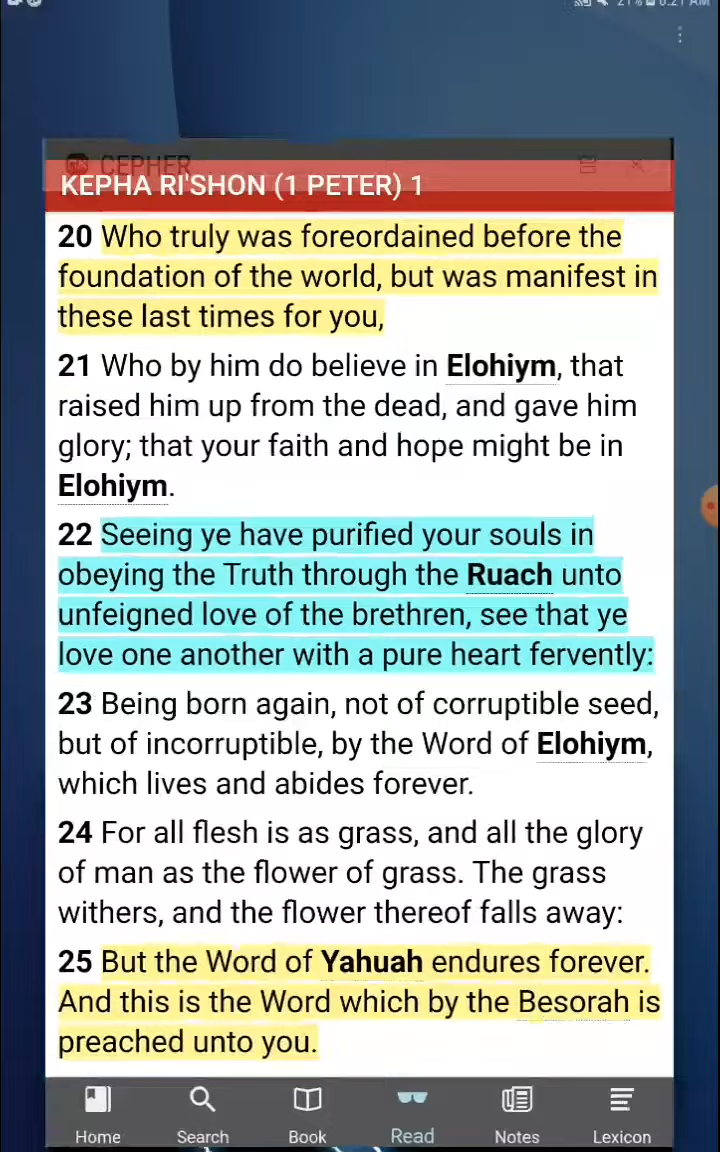 CEPHER
KEPHA RI'SHON (1 PETER) 1
20 Who truly was foreordained before the
foundation of the world, but was manifest in
these last times for you,
21 Who by him do believe in Elohiym, that
raised him up from the dead, and gave him
glory; that your faith and hope might be in
Elohiym.
22 Seeing ye have purified your souls in
obeying the Truth through the Ruach unto
unfeigned love of the brethren, see that ye
love one another with a pure heart fervently:
23 Being born again, not of corruptible seed,
but of incorruptible, by the Word of Elohiym,
which lives and abides forever.
24 For all flesh is as grass, and all the glory
of man as the flower of grass. The grass
withers, and the flower thereof falls away:
25 But the Word of Yahuah endures forever.
And this is the Word which by the Besorah is
preached unto you.
Home Search Book Read Notes Lexicon